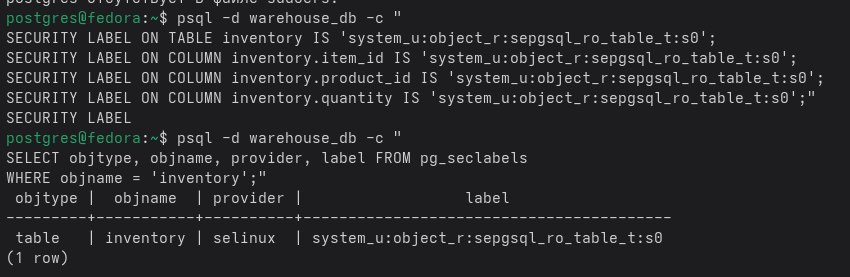 postgres@fedora:~$ psql -d warehouse_db -c "
SECURITY LABEL ON TABLE inventory IS 'system_u:object_r:sepgsql_ro_table_t:s0';
SECURITY LABEL ON COLUMN inventory.item_id IS 'system_u:object_r:sepgsql_ro_table_t:s0';
SECURITY LABEL ON COLUMN inventory.product_id IS 'system_u:object_r:sepgsql_ro_table_t:s0';
SECURITY LABEL ON COLUMN inventory.quantity IS 'system_u:object_r:sepgsql_ro_table_t:s0';"
SECURITY LABEL
postgres@fedora:~$ psql -d warehouse_db -c "
SELECT objtype, objname, provider, label FROM pg_seclabels
WHERE objname = 'inventory';"
 objtype |  objname  | provider |                  label
---------+-----------+----------+-----------------------------------------
 table   | inventory | selinux  | system_u:object_r:sepgsql_ro_table_t:s0
(1 row)